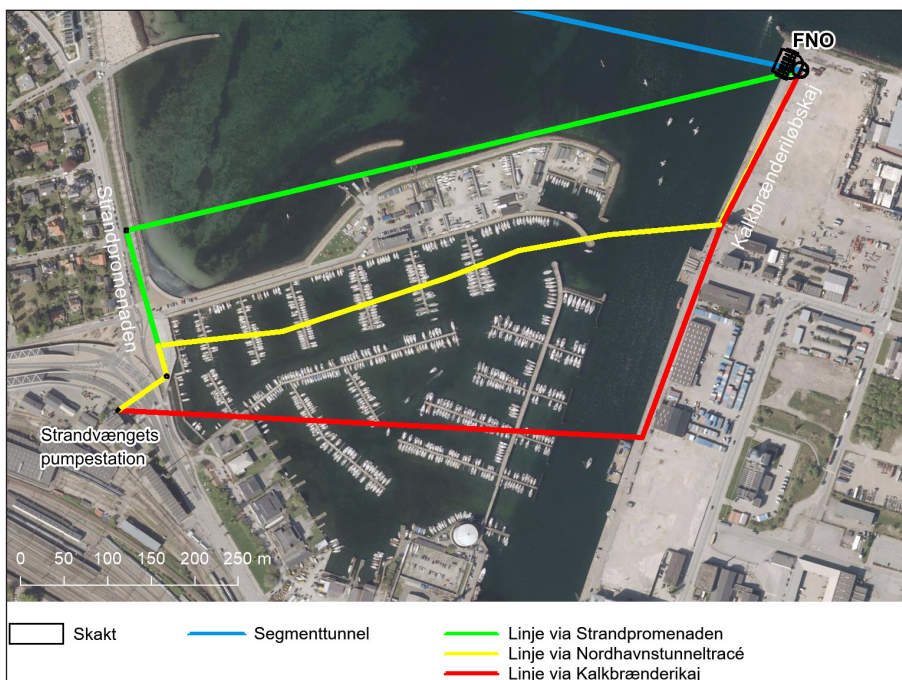 FNO
Kalkbrænderiløbskaj
Strandpromenaden
Strandvængets
pumpestation
0 50 100 150 200 250 m
Skakt
Segmenttunnel
Linje via Strandpromenaden
Linje via Nordhavnstunneltracé
Linje via Kalkbrænderikaj